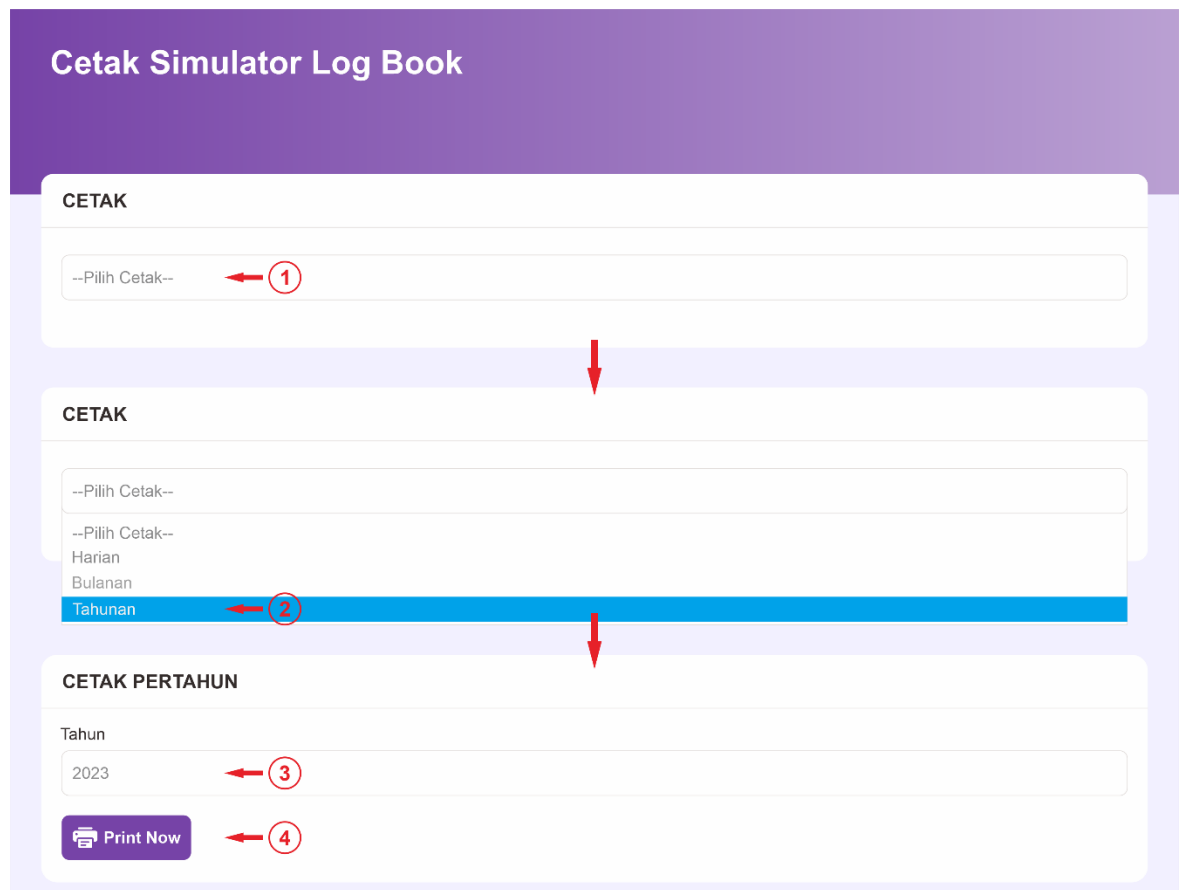 Cetak Simulator Log Book
CETAK
--Pilih Cetak--
1
CETAK
--Pilih Cetak--
--Pilih Cetak--
Harian
Bulanan
Tahunan
2
CETAK PERTAHUN
Tahun
2023
3
Print Now
4